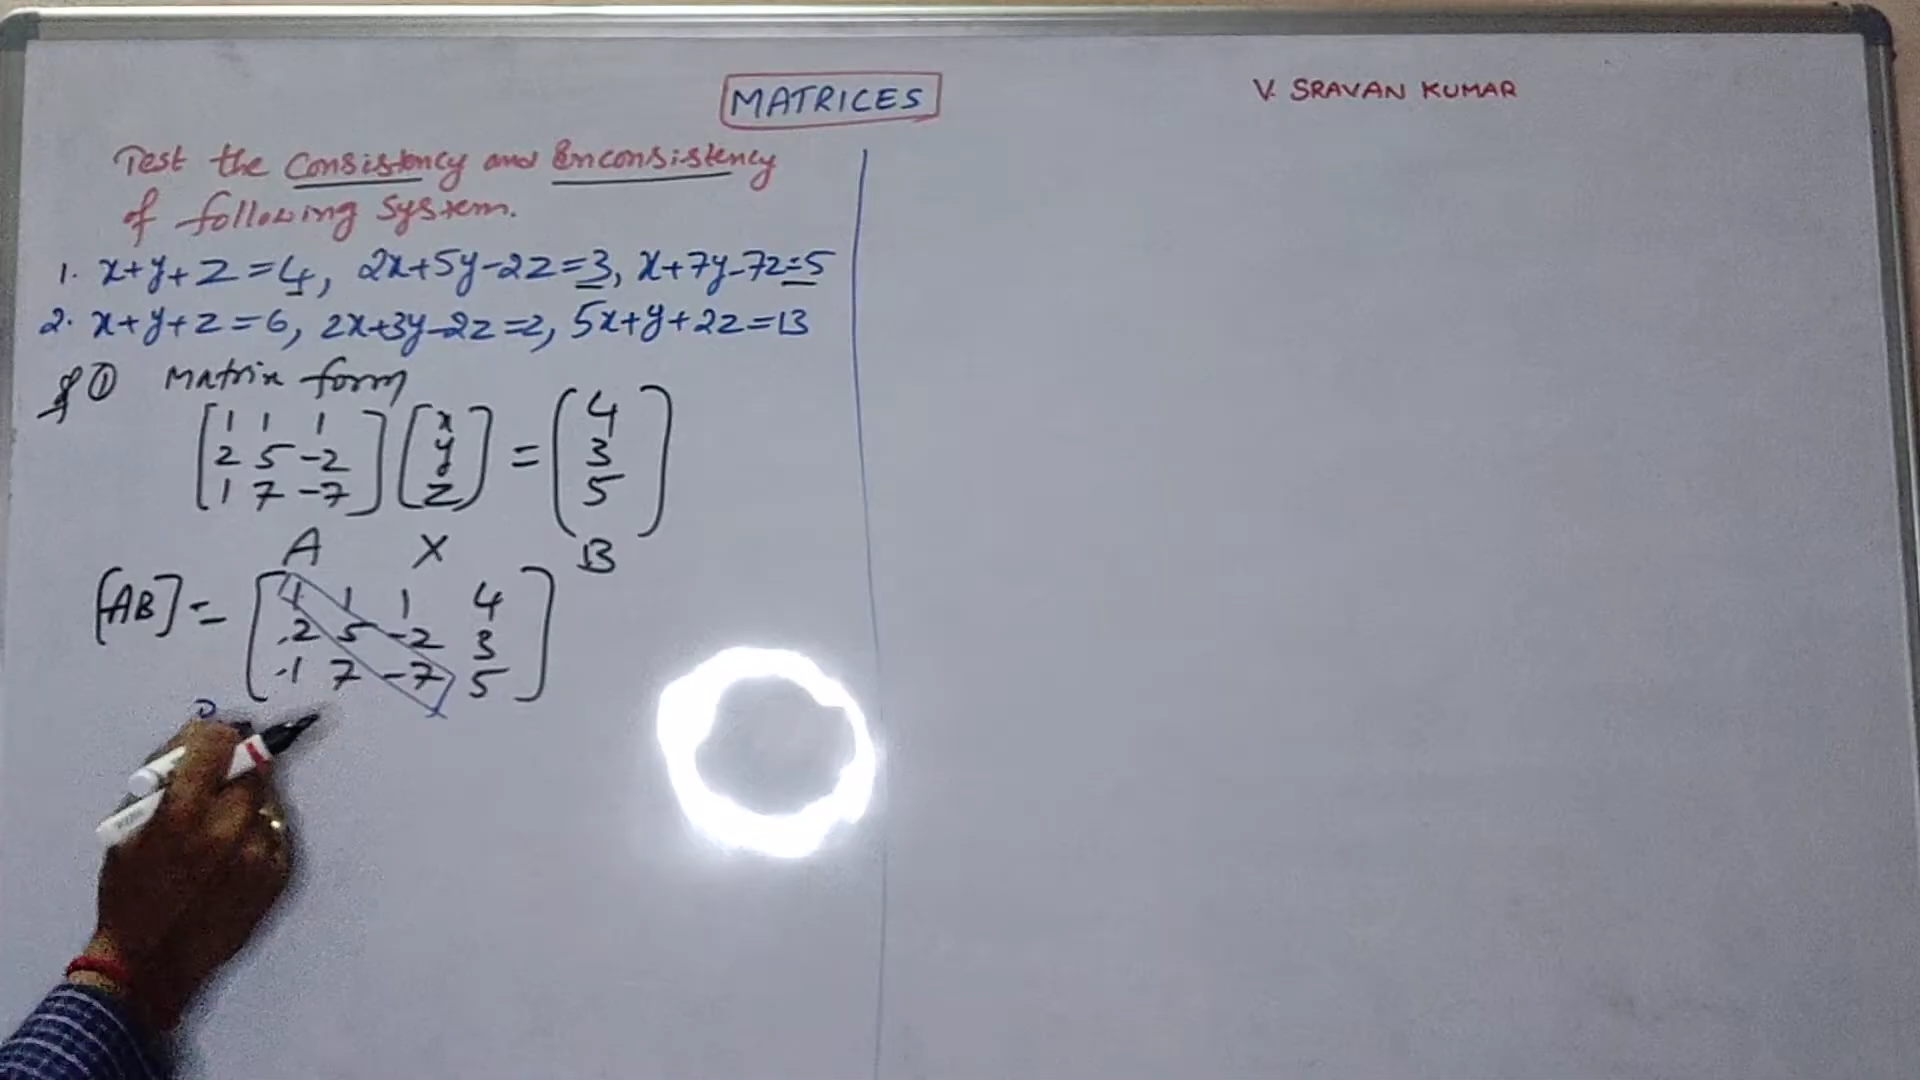 MATRICES
V. SRAVAN KUMAR
Test the Consistency and Inconsistency
of following System.
1. x+y+z=4, 2x+5y-2z=3, x+7y-7z=5
2. x+y+z=6, 2x+3y-2z=2, 5x+y+2z=13
① Matrix form
[1 1 1] [x] = [4]
[2 5 -2] [y] [3]
[1 7 -7] [z] [5]
A X B
[AB] = [1 1 1 4]
[2 5 -2 3]
[1 7 -7 5]